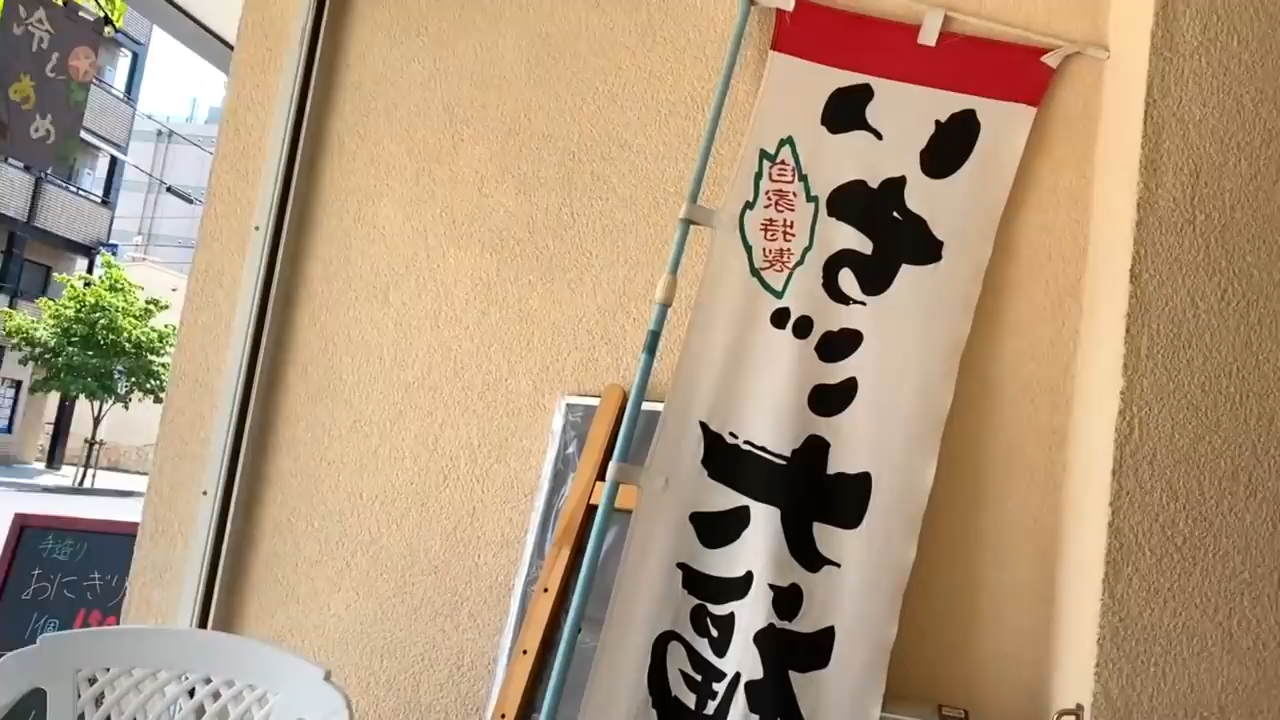 冷しあめ
手造り
おにぎり
1個
自家特製
いちご大福